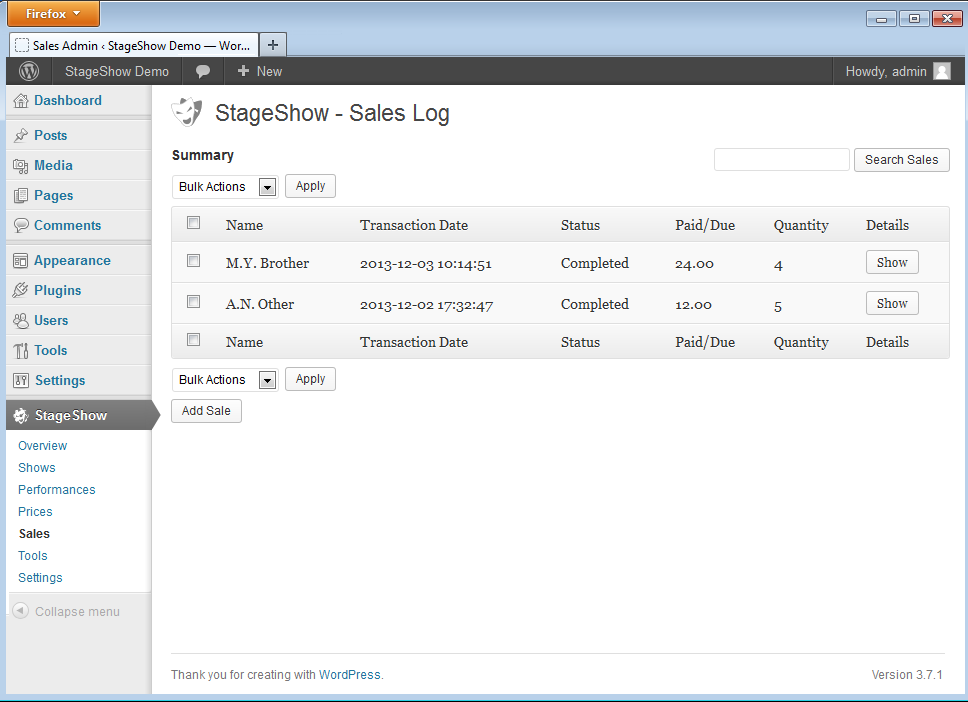 Firefox
Sales Admin ‹ StageShow Demo — Wor...
StageShow Demo
New
Howdy, admin
Dashboard
Posts
Media
Pages
Comments
Appearance
Plugins
Users
Tools
Settings
StageShow
Overview
Shows
Performances
Prices
Sales
Tools
Settings
Collapse menu
StageShow - Sales Log
Summary
Search Sales
Bulk Actions Apply
Name Transaction Date Status Paid/Due Quantity Details
M.Y. Brother 2013-12-03 10:14:51 Completed 24.00 4 Show
A.N. Other 2013-12-02 17:32:47 Completed 12.00 5 Show
Name Transaction Date Status Paid/Due Quantity Details
Bulk Actions Apply
Add Sale
Thank you for creating with WordPress.
Version 3.7.1